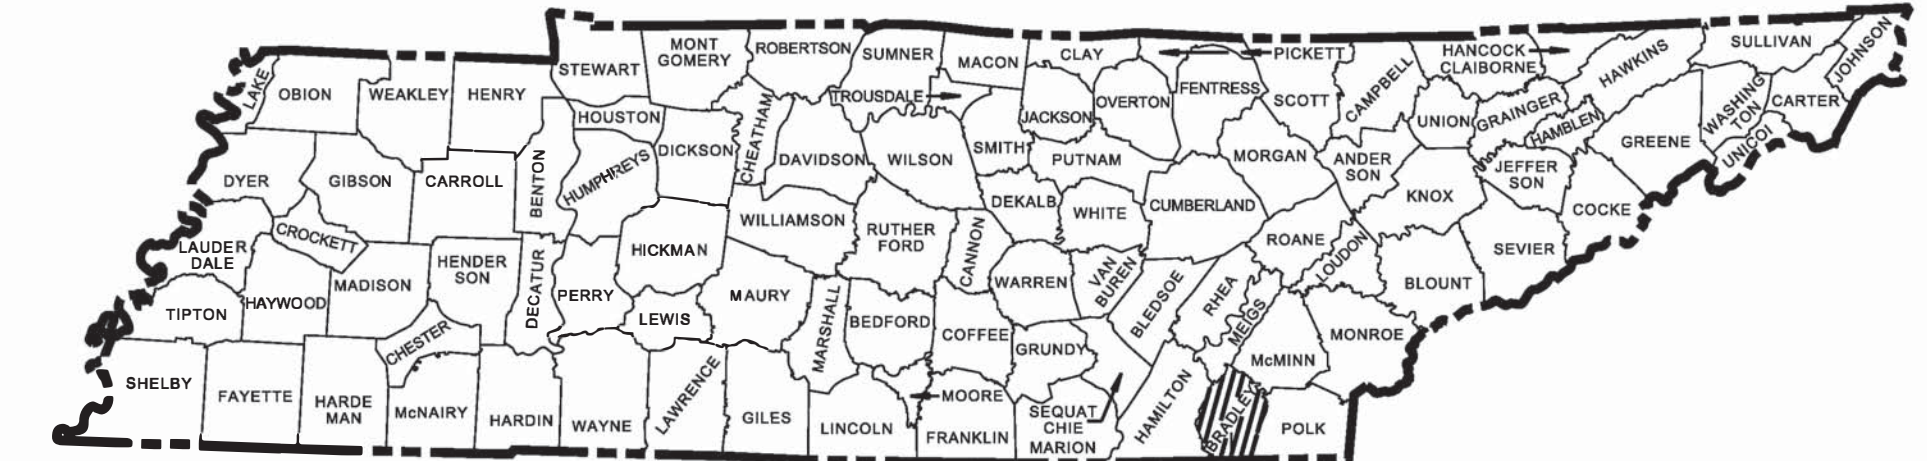 LAKE
OBION
WEAKLEY
HENRY
STEWART
MONT
GOMERY
ROBERTSON
SUMNER
MACON
CLAY
PICKETT
HANCOCK
CLAIBORNE
HAWKINS
SULLIVAN
JOHNSON
TROUSDALE
HOUSTON
CHEATHAM
JACKSON
OVERTON
FENTRESS
SCOTT
CAMPBELL
UNION
GRAINGER
HAMBLEN
WASHING
TON
CARTER
UNICOI
GREENE
DYER
GIBSON
CARROLL
BENTON
HUMPHREYS
DICKSON
DAVIDSON
WILSON
SMITH
PUTNAM
MORGAN
ANDER
SON
KNOX
JEFFER
SON
COCKE
LAUDER
DALE
CROCKETT
WILLIAMSON
RUTHER
FORD
CANNON
DEKALB
WHITE
CUMBERLAND
ROANE
LOUDON
SEVIER
BLOUNT
TIPTON
HAYWOOD
MADISON
HENDER
SON
DECATUR
PERRY
HICKMAN
LEWIS
MAURY
MARSHALL
BEDFORD
COFFEE
WARREN
VAN
BUREN
BLEDSOE
RHEA
MEIGS
MONROE
CHESTER
GRUNDY
McMINN
SHELBY
FAYETTE
HARDE
MAN
McNAIRY
HARDIN
WAYNE
LAWRENCE
GILES
LINCOLN
MOORE
FRANKLIN
SEQUAT
CHIE
MARION
HAMILTON
BRADLEY
POLK